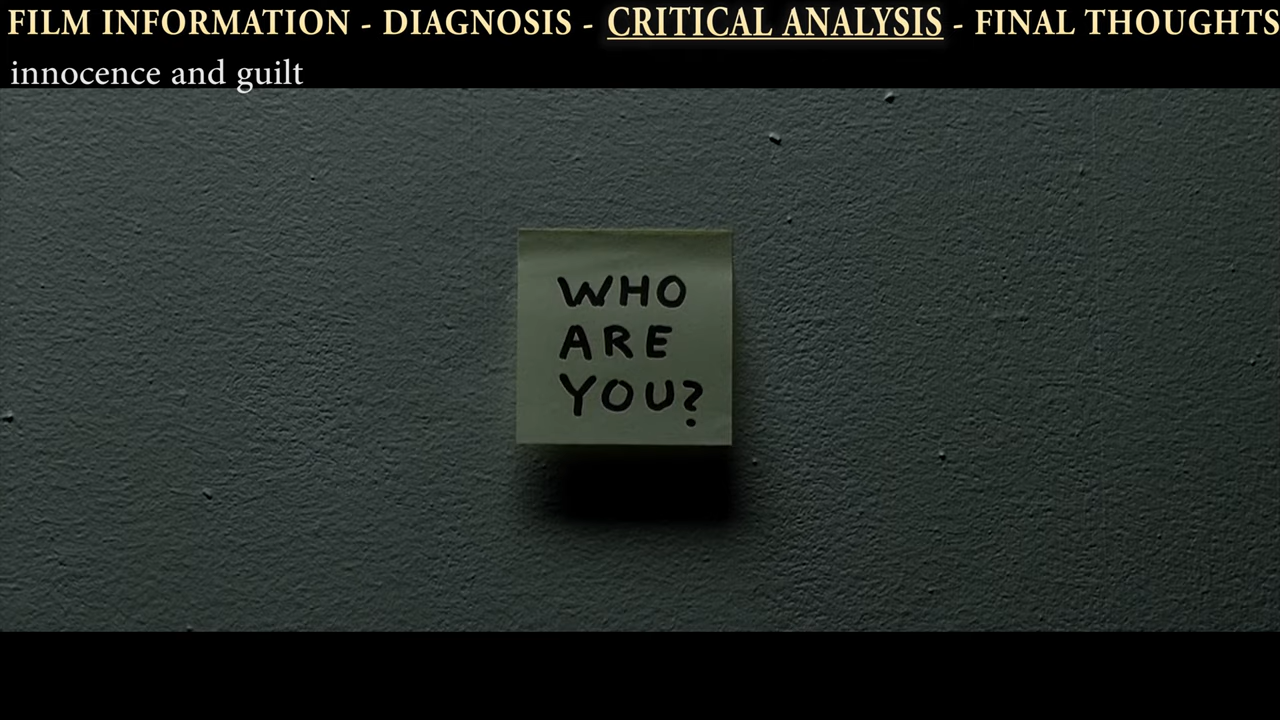 FILM INFORMATION - DIAGNOSIS - CRITICAL ANALYSIS - FINAL THOUGHTS
innocence and guilt
WHO
ARE
YOU?